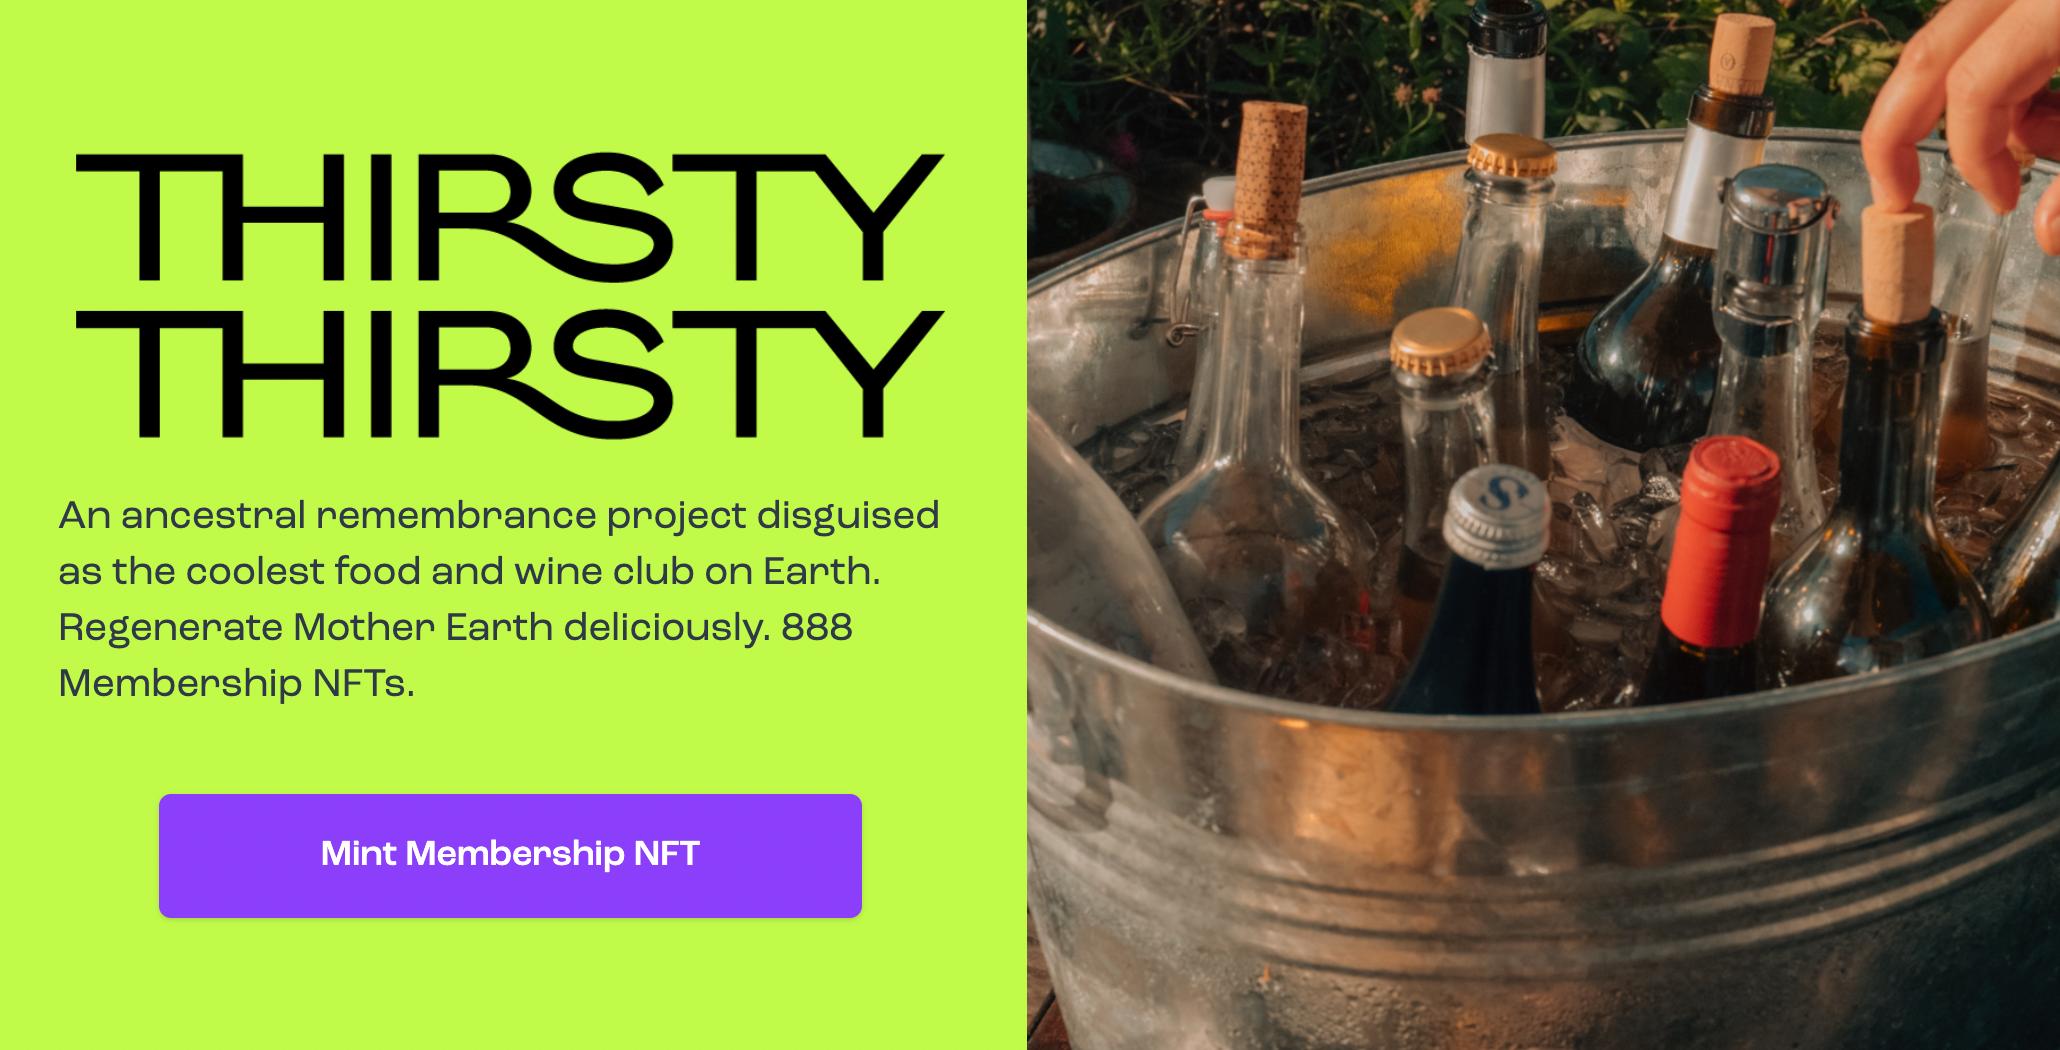 THIRSTY
THIRSTY
An ancestral remembrance project disguised
as the coolest food and wine club on Earth.
Regenerate Mother Earth deliciously. 888
Membership NFTs.
Mint Membership NFT
S